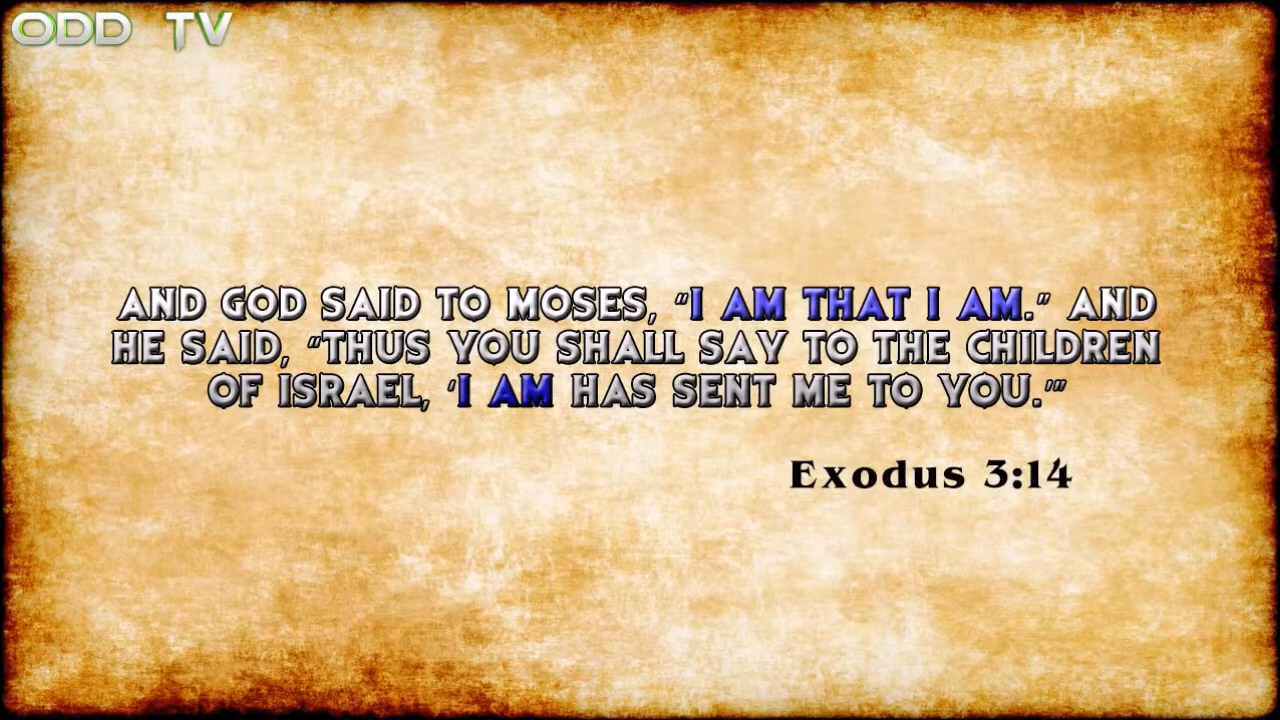 ODD TV
AND GOD SAID TO MOSES, "I AM THAT I AM." AND
HE SAID, "THUS YOU SHALL SAY TO THE CHILDREN
OF ISRAEL, 'I AM HAS SENT ME TO YOU.'"
Exodus 3:14